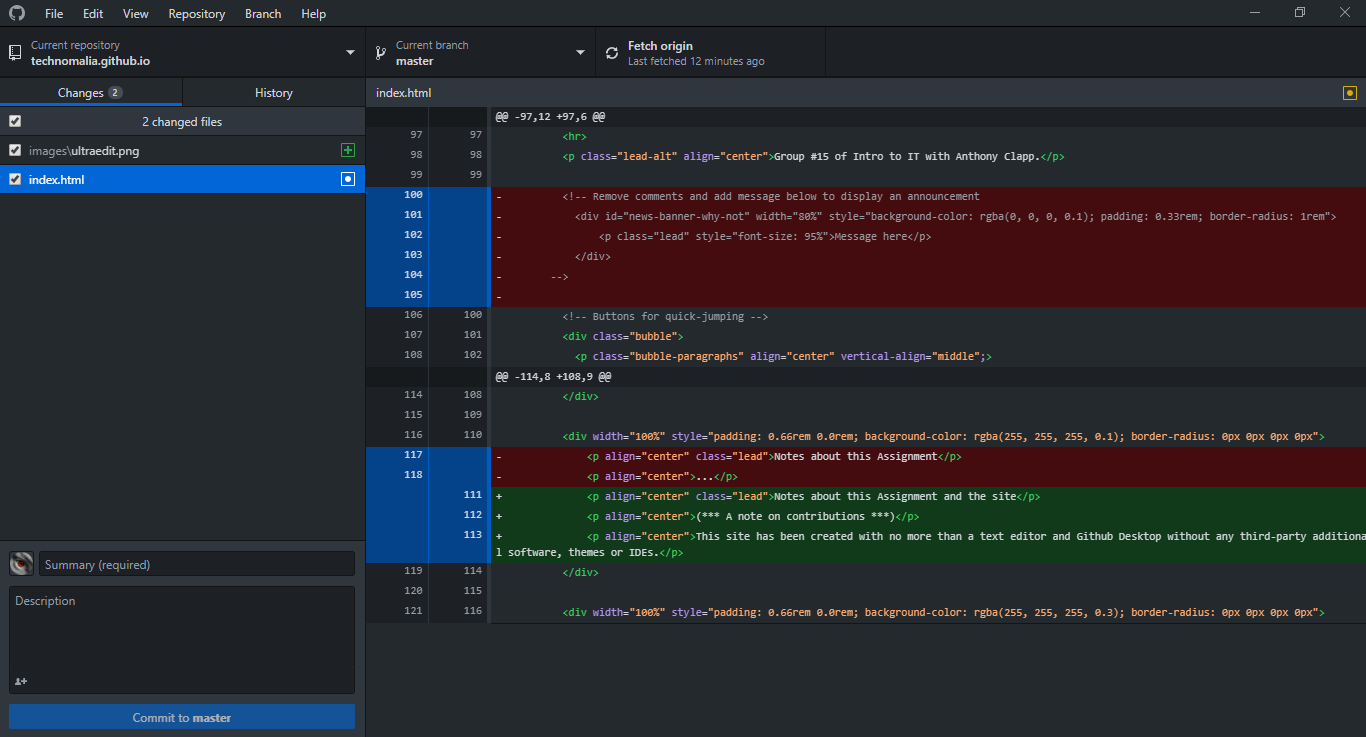 File Edit View Repository Branch Help
Current repository
technomalia.github.io
Current branch
master
Fetch origin
Last fetched 12 minutes ago
Changes 2
History
2 changed files
images\ultraedit.png
index.html
Summary (required)
Description
Commit to master
index.html
@@ -97,12 +97,6 @@
97 97 <hr>
98 98 <p class="lead-alt" align="center">Group #15 of Intro to IT with Anthony Clapp.</p>
99 99
100 - <!-- Remove comments and add message below to display an announcement
101 - <div id="news-banner-why-not" width="80%" style="background-color: rgba(0, 0, 0, 0.1); padding: 0.33rem; border-radius: 1rem">
102 - <p class="lead" style="font-size: 95%">Message here</p>
103 - </div>
104 - -->
105 -
106 100 <!-- Buttons for quick-jumping -->
107 101 <div class="bubble">
108 102 <p class="bubble-paragraphs" align="center" vertical-align="middle";>
@@ -114,8 +108,9 @@
114 108 </div>
115 109
116 110 <div width="100%" style="padding: 0.66rem 0.0rem; background-color: rgba(255, 255, 255, 0.1); border-radius: 0px 0px 0px 0px">
117 - <p align="center" class="lead">Notes about this Assignment</p>
118 - <p align="center">...</p>
111 + <p align="center" class="lead">Notes about this Assignment and the site</p>
112 + <p align="center">(*** A note on contributions ***)</p>
113 + <p align="center">This site has been created with no more than a text editor and Github Desktop without any third-party additiona
l software, themes or IDEs.</p>
119 114 </div>
120 115
121 116 <div width="100%" style="padding: 0.66rem 0.0rem; background-color: rgba(255, 255, 255, 0.3); border-radius: 0px 0px 0px 0px">